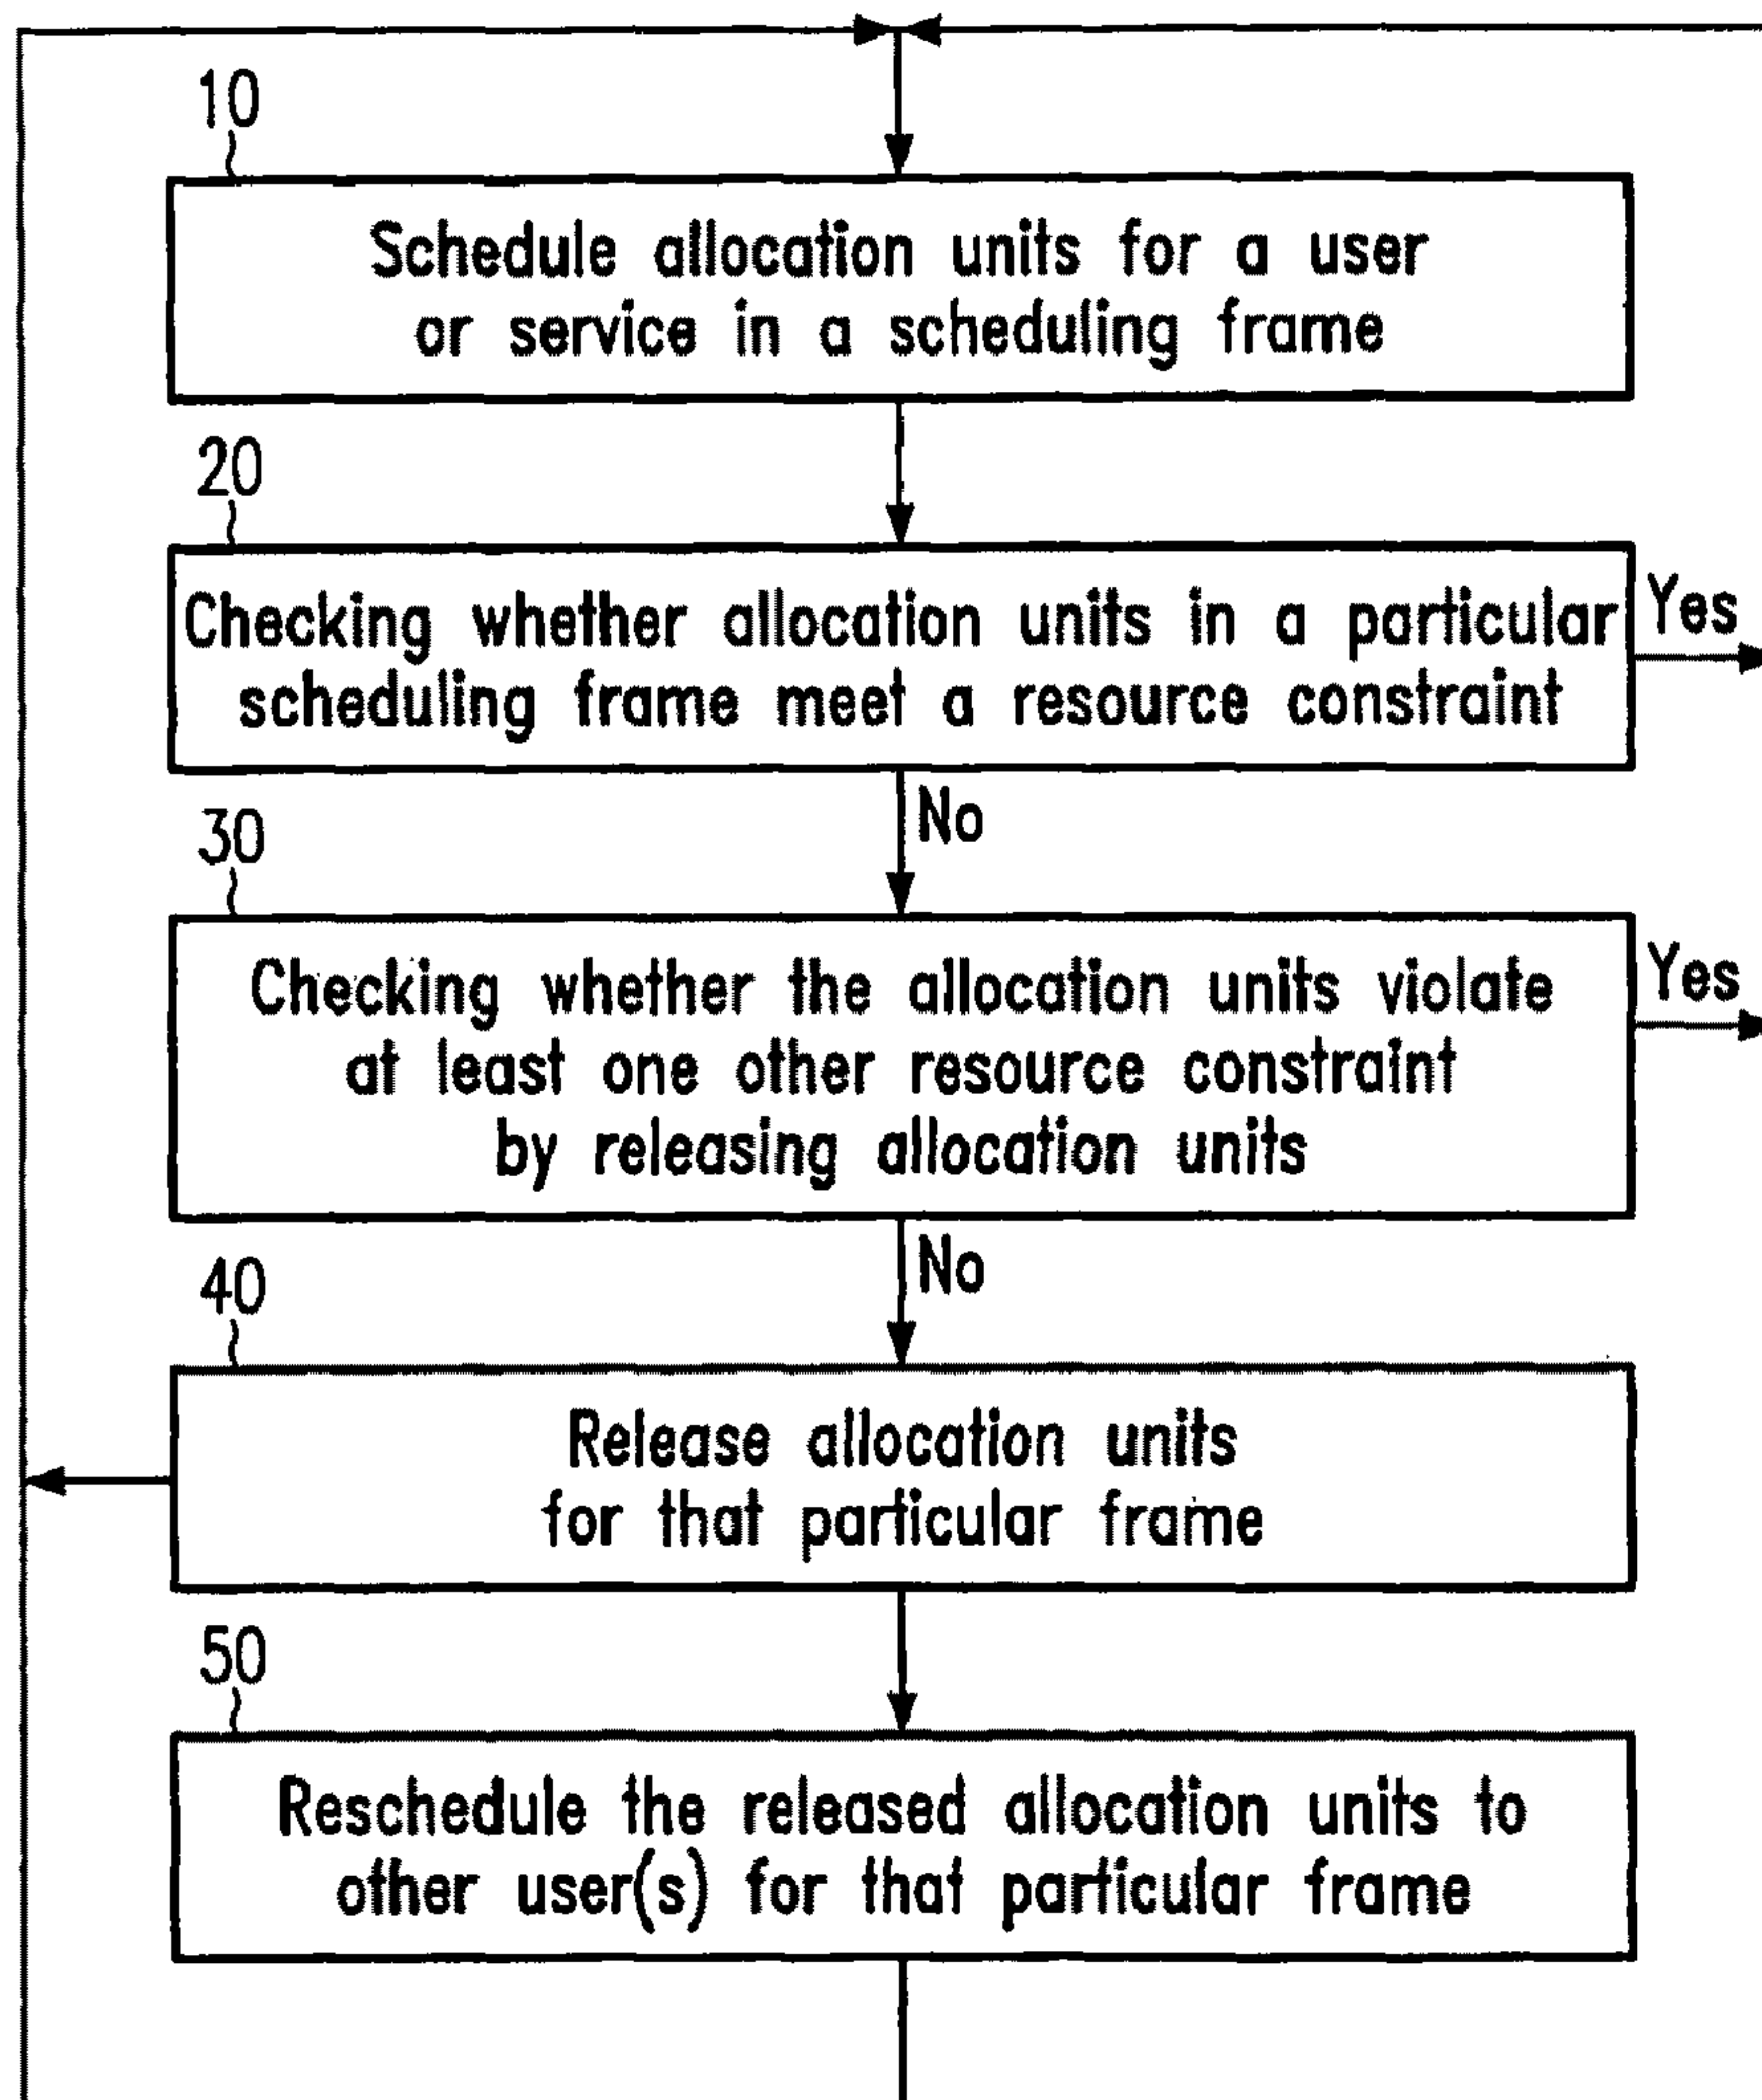 10
Schedule allocation units for a user
or service in a scheduling frame
20
Checking whether allocation units in a particular
scheduling frame meet a resource constraint
Yes
No
30
Checking whether the allocation units violate
at least one other resource constraint
by releasing allocation units
Yes
No
40
Release allocation units
for that particular frame
50
Reschedule the released allocation units to
other user(s) for that particular frame